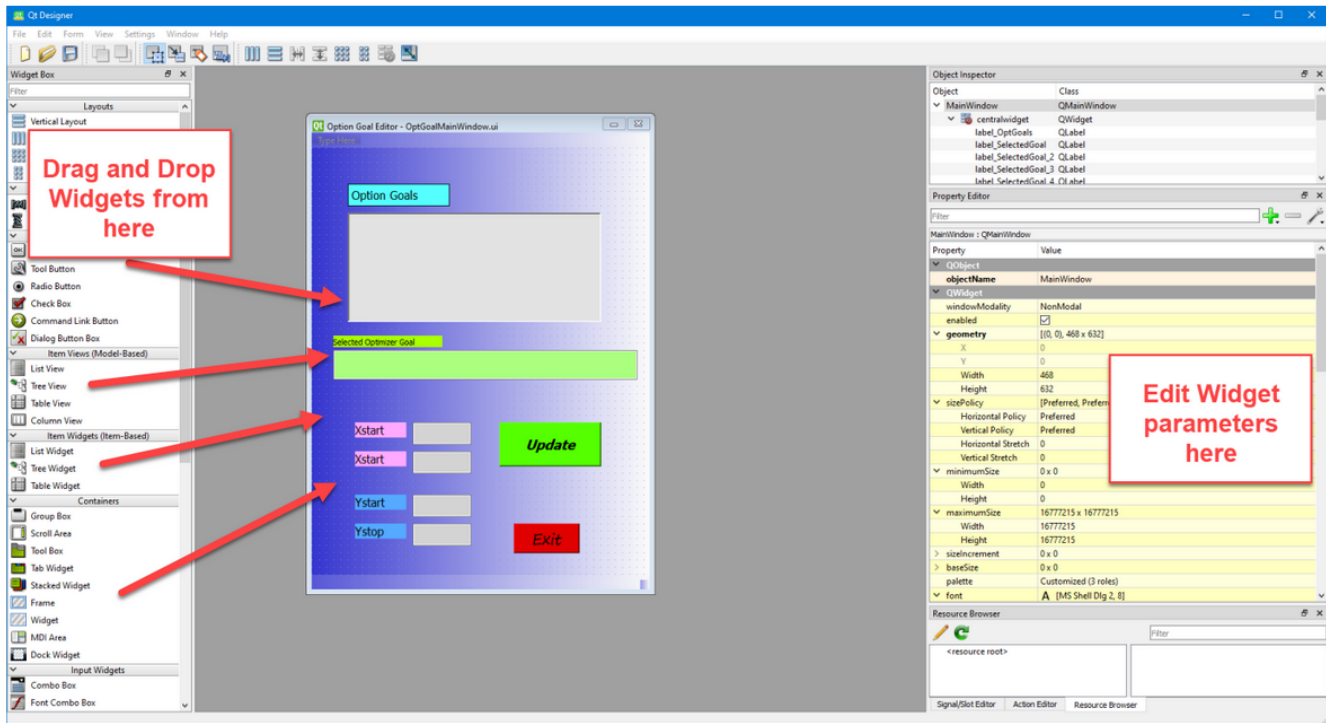 Qt Designer
File Edit Form View Settings Window Help
Widget Box
Filter
Layouts
Vertical Layout
Drag and Drop
Widgets from
here
OK
Tool Button
Radio Button
Check Box
Command Link Button
Dialog Button Box
Item Views (Model-Based)
List View
Tree View
Table View
Column View
Item Widgets (Item-Based)
List Widget
Tree Widget
Table Widget
Containers
Group Box
Scroll Area
Tool Box
Tab Widget
Stacked Widget
Frame
Widget
MDI Area
Dock Widget
Input Widgets
Combo Box
Font Combo Box
Qt Option Goal Editor - OptGoalMainWindow.ui
Type Here
Option Goals
Selected Optimizer Goal
Xstart
Xstart
Update
Ystart
Ystop
Exit
Object Inspector
Object Class
MainWindow QMainWindow
centralwidget QWidget
label_OptGoals QLabel
label_SelectedGoal QLabel
label_SelectedGoal_2 QLabel
label_SelectedGoal_3 QLabel
label_SelectedGoal_4 QLabel
Property Editor
Filter
MainWindow : QMainWindow
Property Value
QObject
objectName MainWindow
QWidget
windowModality NonModal
enabled
geometry [(0, 0), 468 x 632]
X 0
Y 0
Width 468
Height 632
sizePolicy [Preferred, Prefer
Horizontal Policy Preferred
Vertical Policy Preferred
Horizontal Stretch 0
Vertical Stretch 0
minimumSize 0 x 0
Width 0
Height 0
maximumSize 16777215 x 16777215
Width 16777215
Height 16777215
sizeIncrement 0 x 0
baseSize 0 x 0
palette Customized (3 roles)
font A [MS Shell Dlg 2, 8]
Edit Widget
parameters
here
Resource Browser
Filter
<resource root>
Signal/Slot Editor Action Editor Resource Browser